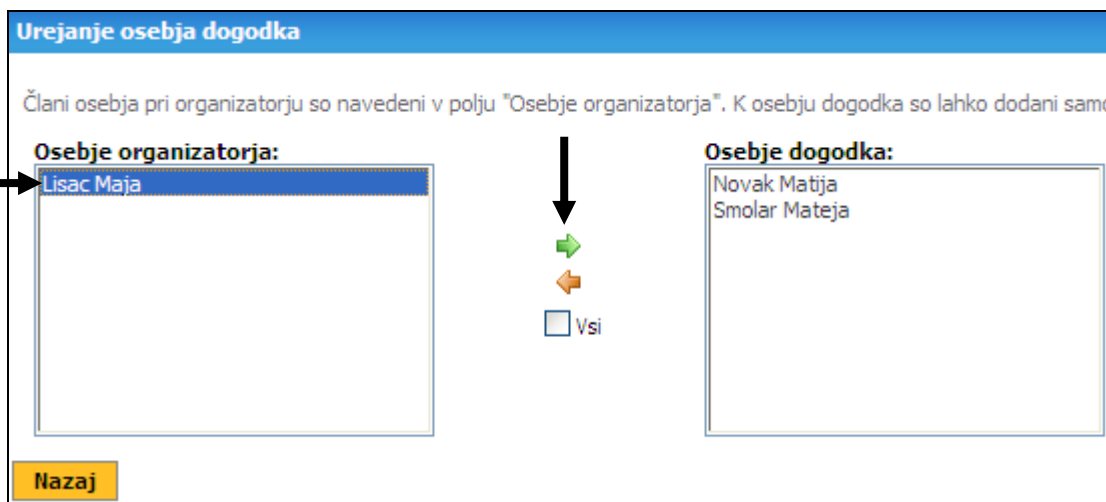 Urejanje osebja dogodka
Člani osebja pri organizatorju so navedeni v polju "Osebje organizatorja". K osebju dogodka so lahko dodani samo
Osebje organizatorja:
Lisac Maja
Osebje dogodka:
Novak Matija
Smolar Mateja
Vsi
Nazaj